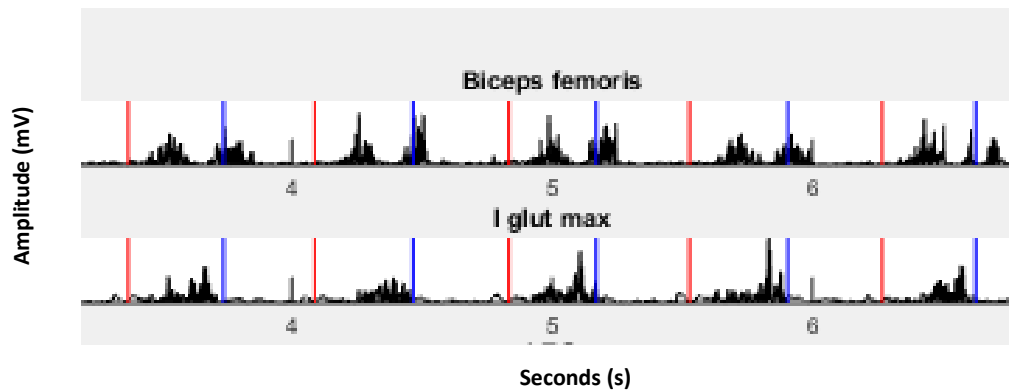 Biceps femoris
Amplitude (mV)
4 5 6
l glut max
4 5 6
Seconds (s)